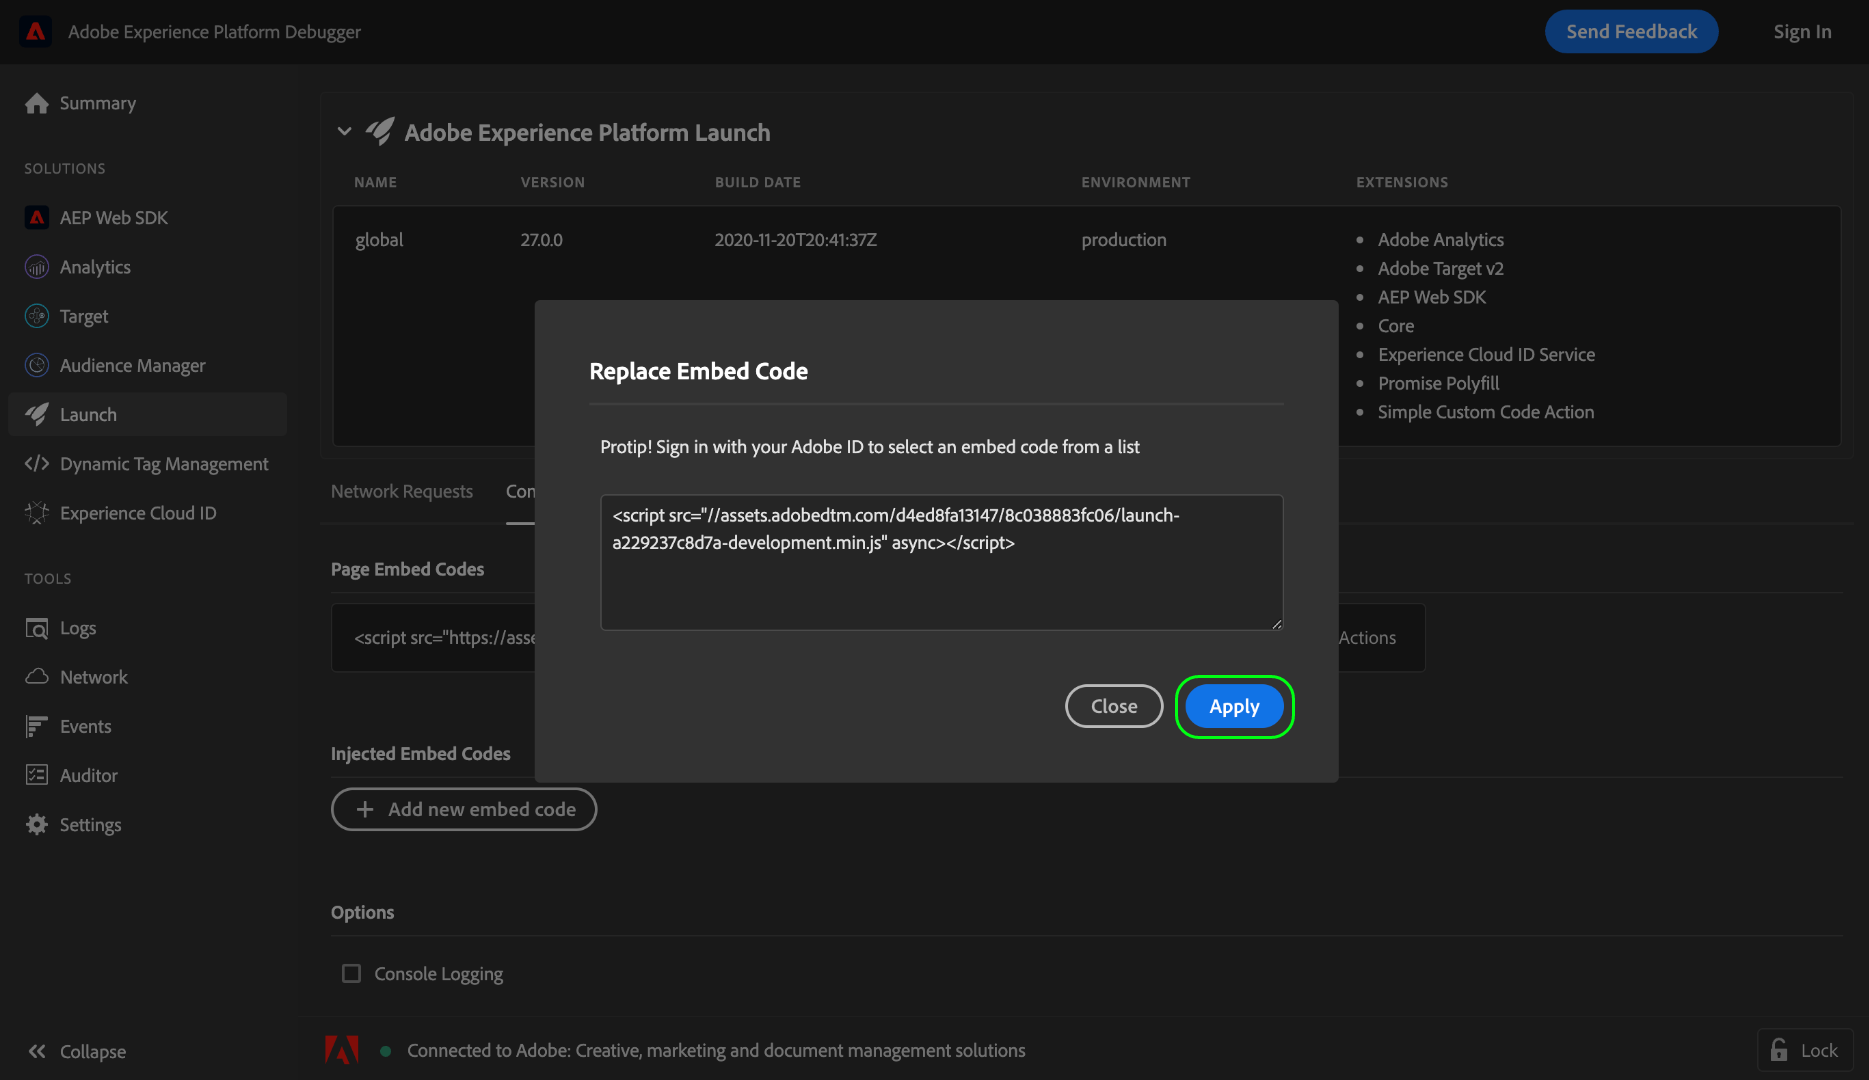 Adobe Experience Platform Debugger
Send Feedback
Sign In
Summary
SOLUTIONS
AEP Web SDK
Analytics
Target
Audience Manager
Launch
Dynamic Tag Management
Experience Cloud ID
TOOLS
Logs
Network
Events
Auditor
Settings
Collapse
Adobe Experience Platform Launch
NAME VERSION BUILD DATE ENVIRONMENT EXTENSIONS
global 27.0.0 2020-11-20T20:41:37Z production
Adobe Analytics
Adobe Target v2
AEP Web SDK
Core
Experience Cloud ID Service
Promise Polyfill
Simple Custom Code Action
Network Requests Con
Page Embed Codes
<script src="https://asse
Actions
Injected Embed Codes
Add new embed code
Options
Console Logging
Replace Embed Code
Protip! Sign in with your Adobe ID to select an embed code from a list
<script src="//assets.adobedtm.com/d4ed8fa13147/8c038883fc06/launch-
a229237c8d7a-development.min.js" async></script>
Close
Apply
Connected to Adobe: Creative, marketing and document management solutions
Lock